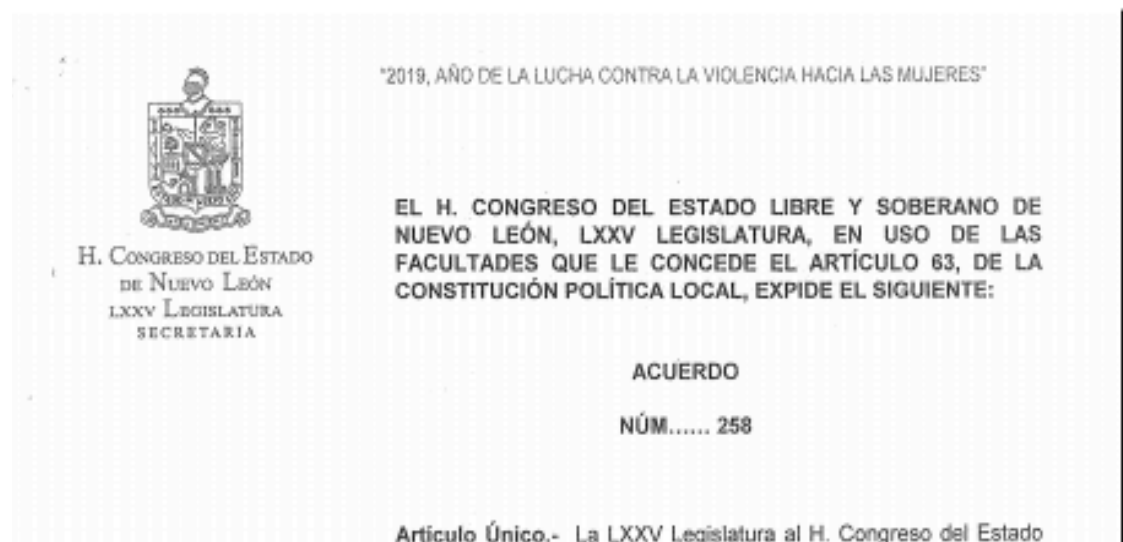 "2019, AÑO DE LA LUCHA CONTRA LA VIOLENCIA HACIA LAS MUJERES"
H. CONGRESO DEL ESTADO
DE NUEVO LEÓN
LXXV LEGISLATURA
SECRETARIA
EL H. CONGRESO DEL ESTADO LIBRE Y SOBERANO DE
NUEVO LEÓN, LXXV LEGISLATURA, EN USO DE LAS
FACULTADES QUE LE CONCEDE EL ARTÍCULO 63, DE LA
CONSTITUCIÓN POLÍTICA LOCAL, EXPIDE EL SIGUIENTE:
ACUERDO
NÚM...... 258
Artículo Único.- La LXXV Legislatura al H. Congreso del Estado